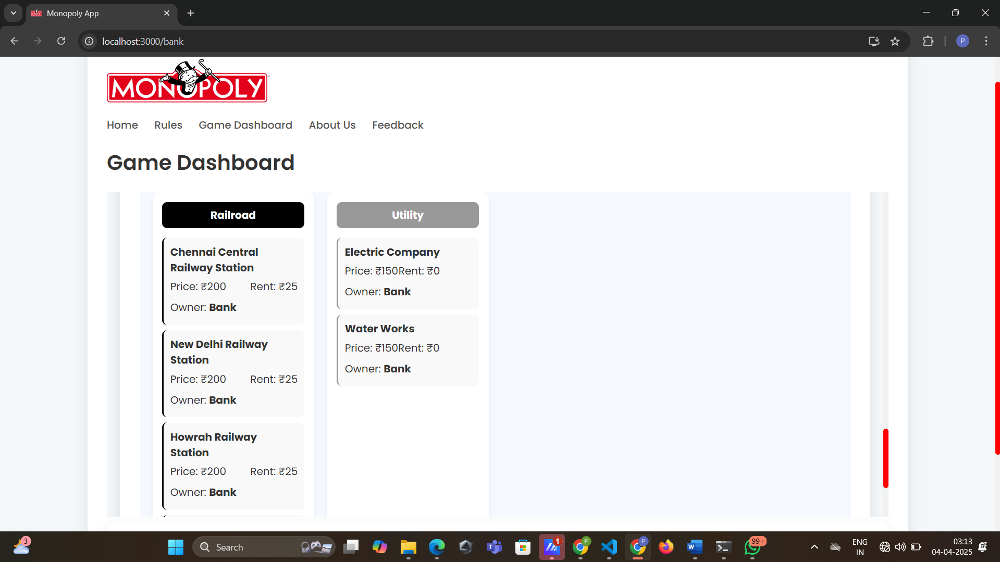 Monopoly App
localhost:3000/bank
P
MONOPOLY
Home Rules Game Dashboard About Us Feedback
Game Dashboard
Railroad
Chennai Central
Railway Station
Price: ₹200 Rent: ₹25
Owner: Bank
New Delhi Railway
Station
Price: ₹200 Rent: ₹25
Owner: Bank
Howrah Railway
Station
Price: ₹200 Rent: ₹25
Owner: Bank
Utility
Electric Company
Price: ₹150Rent: ₹0
Owner: Bank
Water Works
Price: ₹150Rent: ₹0
Owner: Bank
3
Search
1
P
P
99+
ENG
IN
03:13
04-04-2025